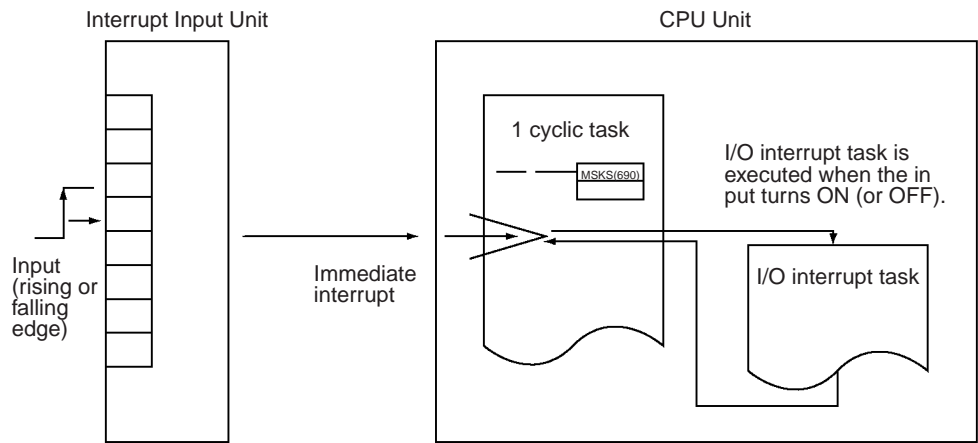 Interrupt Input Unit
CPU Unit
1 cyclic task
MSKS(690)
I/O interrupt task is
executed when the in
put turns ON (or OFF).
Input
(rising or
falling
edge)
Immediate
interrupt
I/O interrupt task